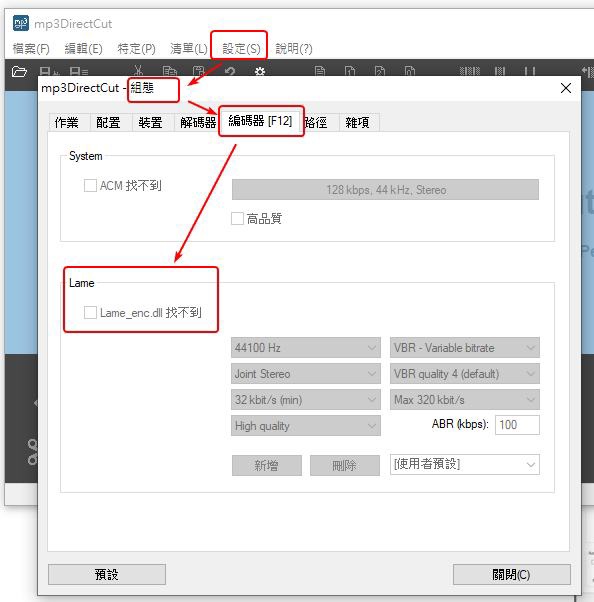 mp3DirectCut
檔案(F) 編輯(E) 特定(P) 清單(L) 設定(S) 說明(?)
mp3DirectCut - 組態
作業 配置 裝置 解碼器 編碼器 [F12] 路徑 雜項
System
ACM 找不到
128 kbps, 44 kHz, Stereo
高品質
Lame
Lame_enc.dll 找不到
44100 Hz VBR - Variable bitrate
Joint Stereo VBR quality 4 (default)
32 kbit/s (min) Max 320 kbit/s
High quality ABR (kbps): 100
新增 刪除 [使用者預設]
預設 關閉(C)